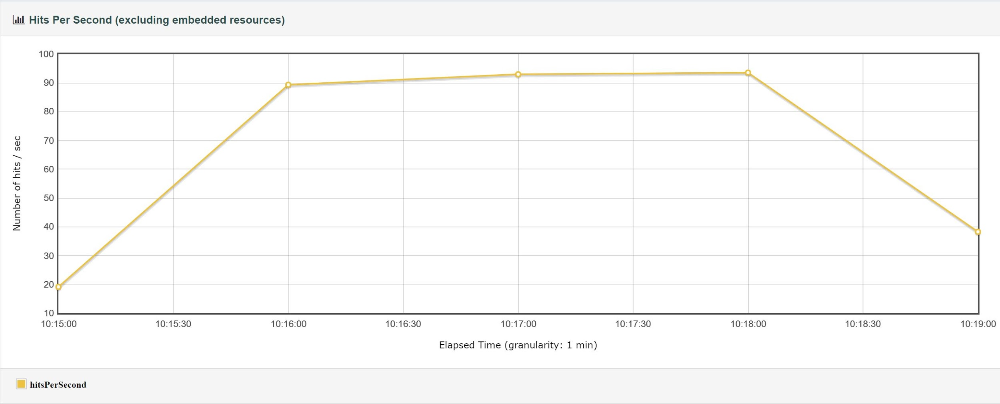 Hits Per Second (excluding embedded resources)
100
90
80
70
60
50
40
30
20
10
Number of hits / sec
10:15:00 10:15:30 10:16:00 10:16:30 10:17:00 10:17:30 10:18:00 10:18:30 10:19:00
Elapsed Time (granularity: 1 min)
hitsPerSecond